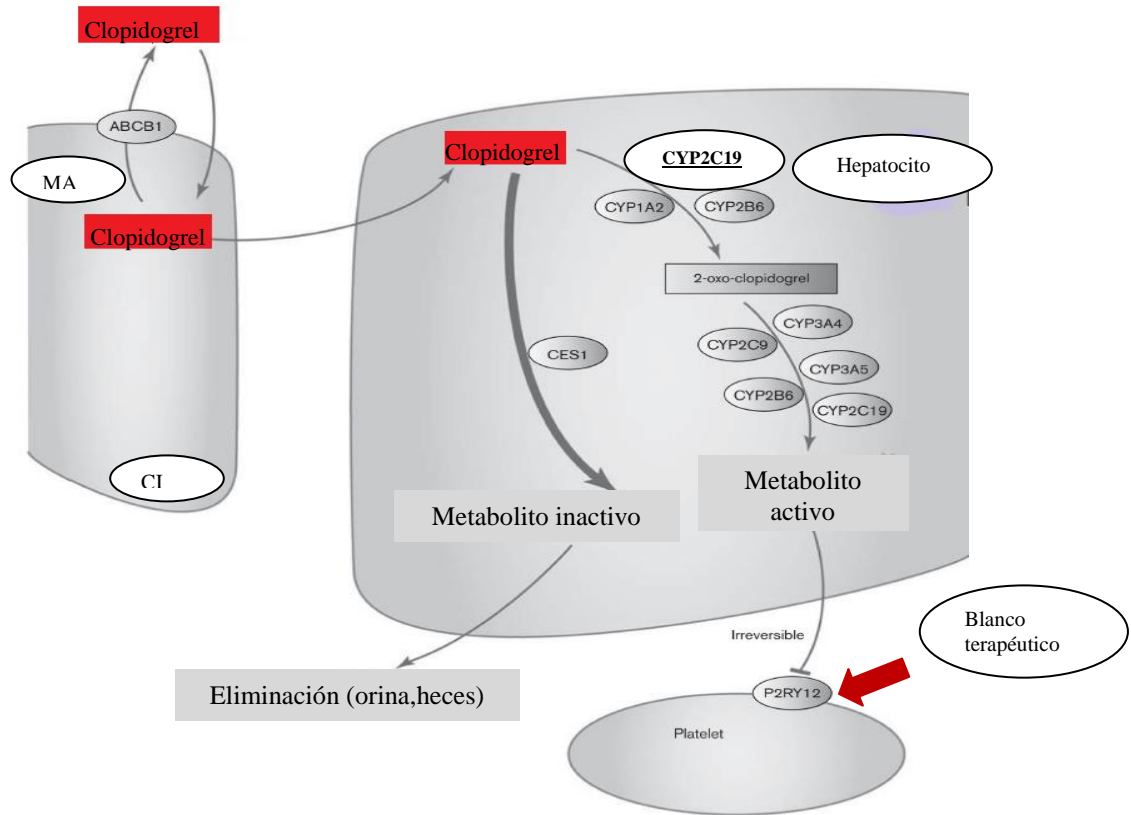 Clopidogrel
ABCB1
MA
Clopidogrel
CI
Clopidogrel
CYP2C19
Hepatocito
CYP1A2
CYP2B6
2-oxo-clopidogrel
CYP3A4
CYP2C9
CES1
CYP3A5
CYP2B6
CYP2C19
Metabolito inactivo
Metabolito
activo
Irreversible
Blanco
terapéutico
Eliminación (orina,heces)
P2RY12
Platelet